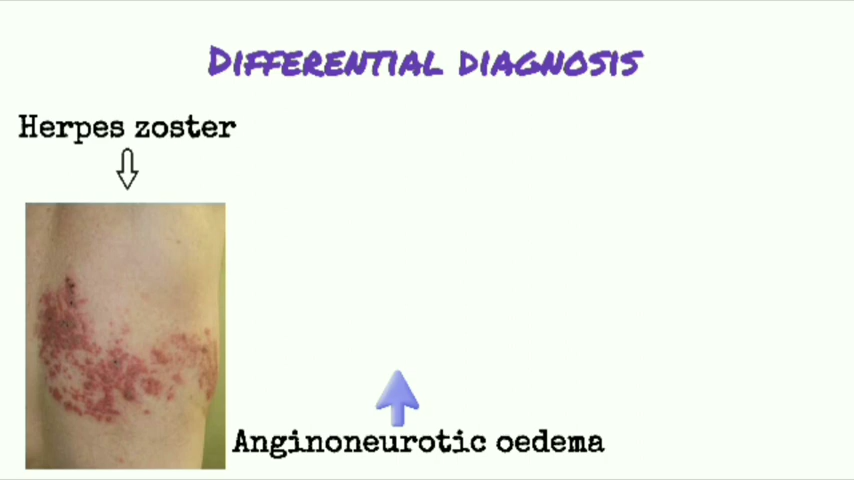 Differential diagnosis
Herpes zoster
Anginoneurotic oedema